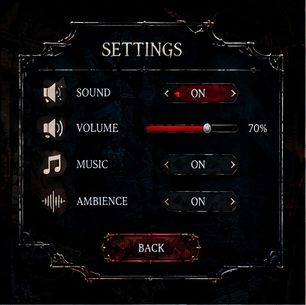 SETTINGS
SOUND < ON >
VOLUME 70%
MUSIC < ON >
AMBIENCE < ON >
BACK